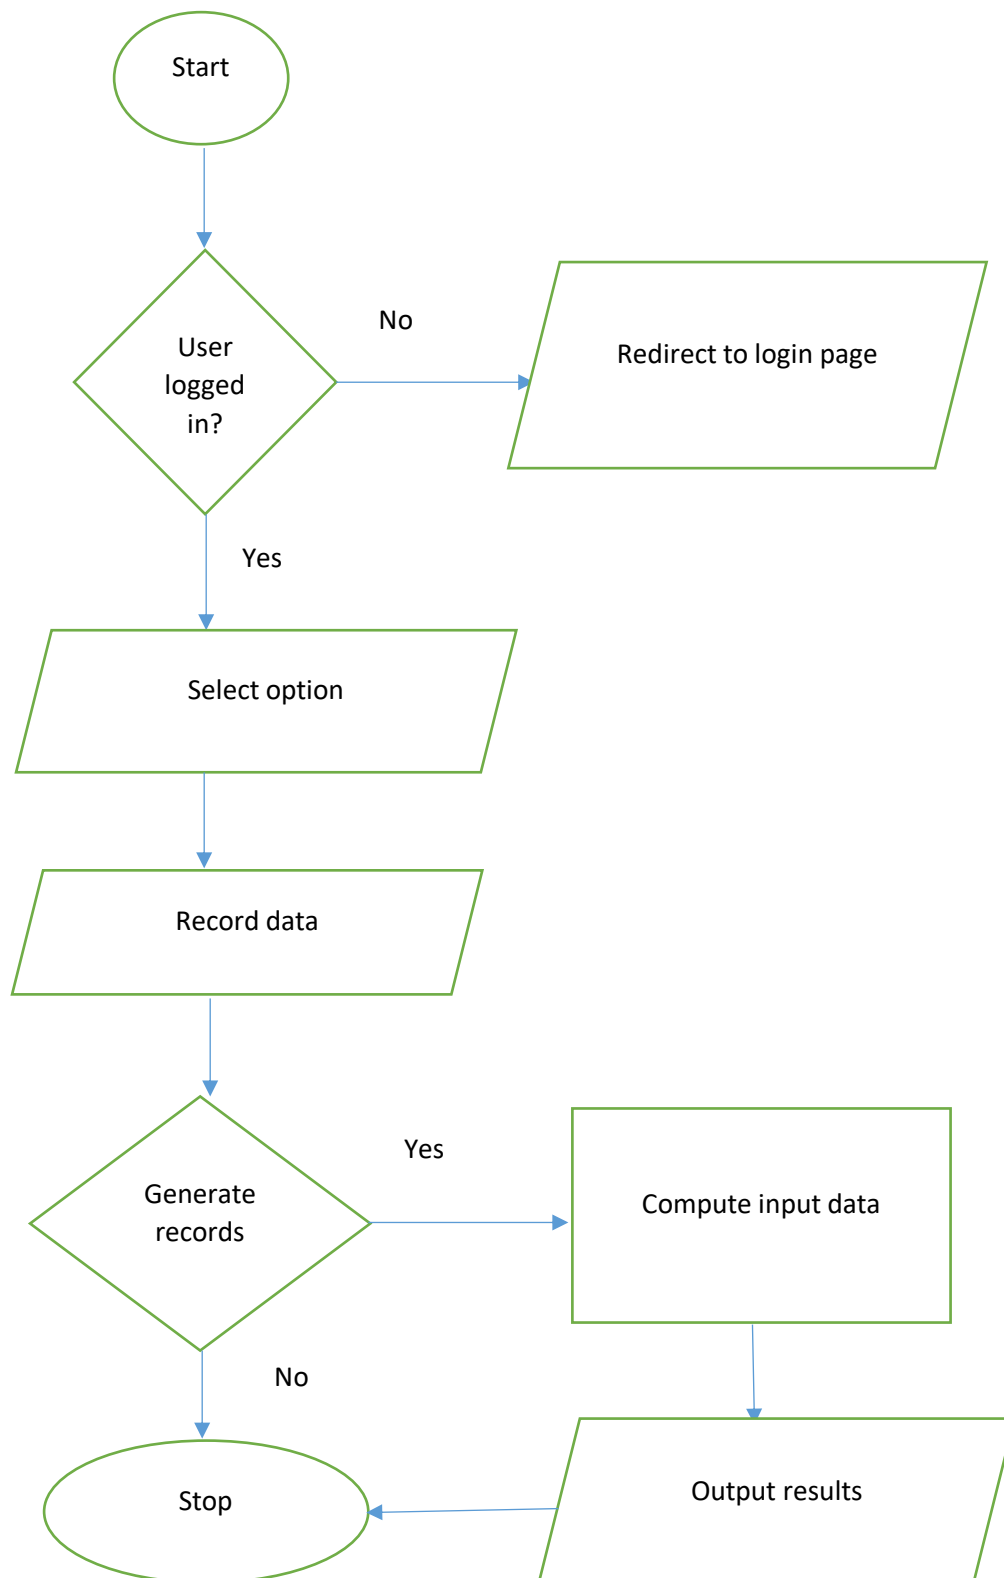 Start
No
User
logged
in?
Redirect to login page
Yes
Select option
Record data
Yes
Generate
records
Compute input data
No
Stop
Output results